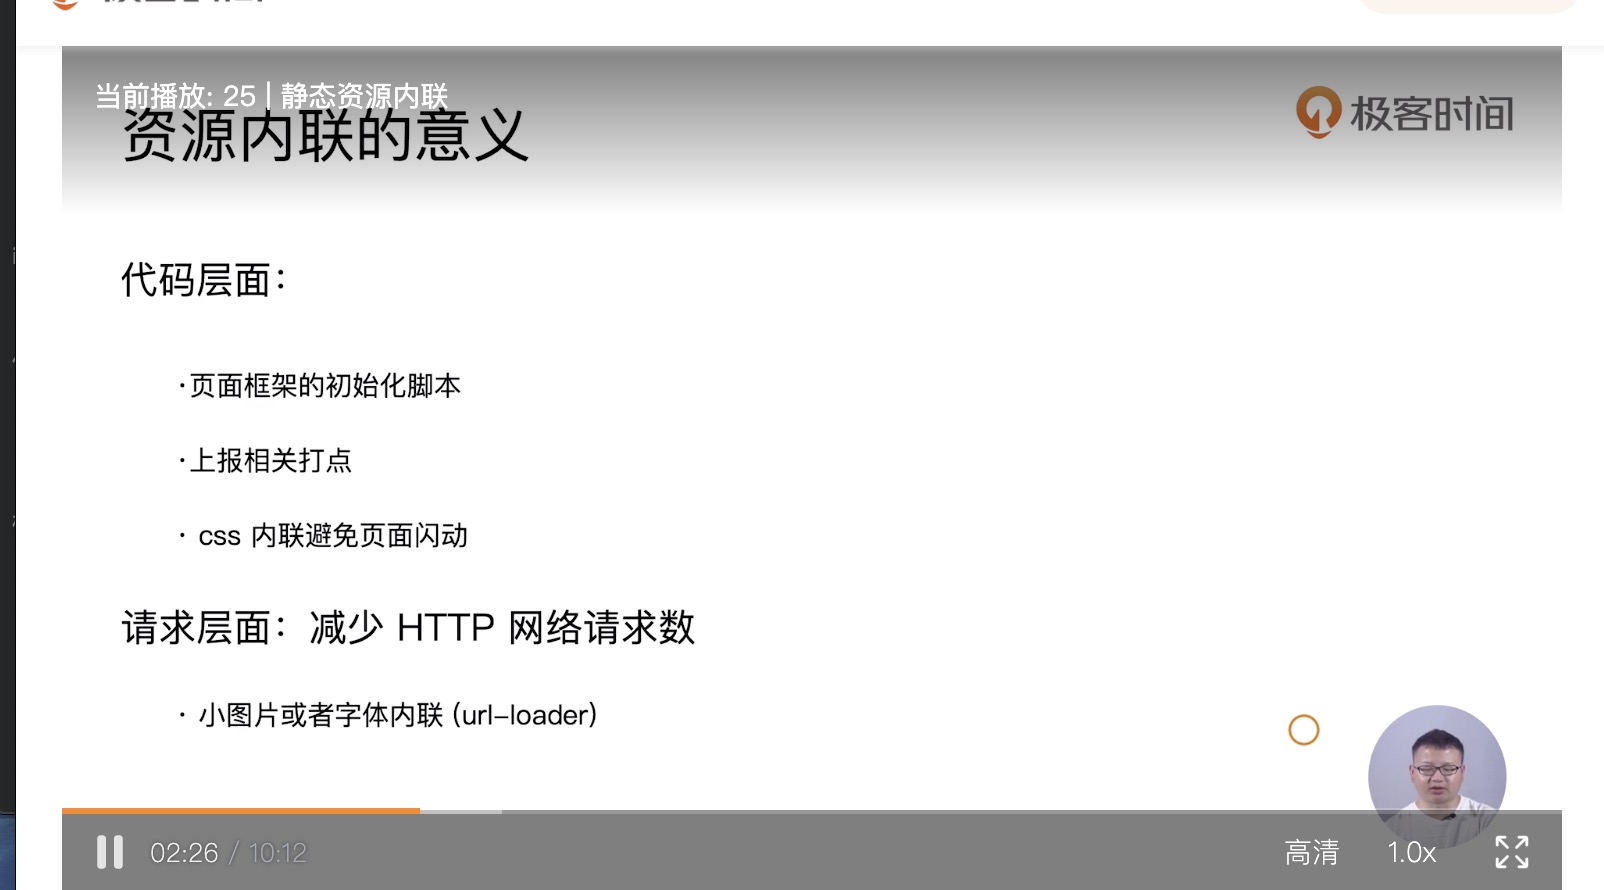 当前播放: 25 | 静态资源内联
资源内联的意义
极客时间
代码层面：
·页面框架的初始化脚本
·上报相关打点
· css 内联避免页面闪动
请求层面：减少 HTTP 网络请求数
· 小图片或者字体内联 (url-loader)
02:26 / 10:12
高清
1.0x